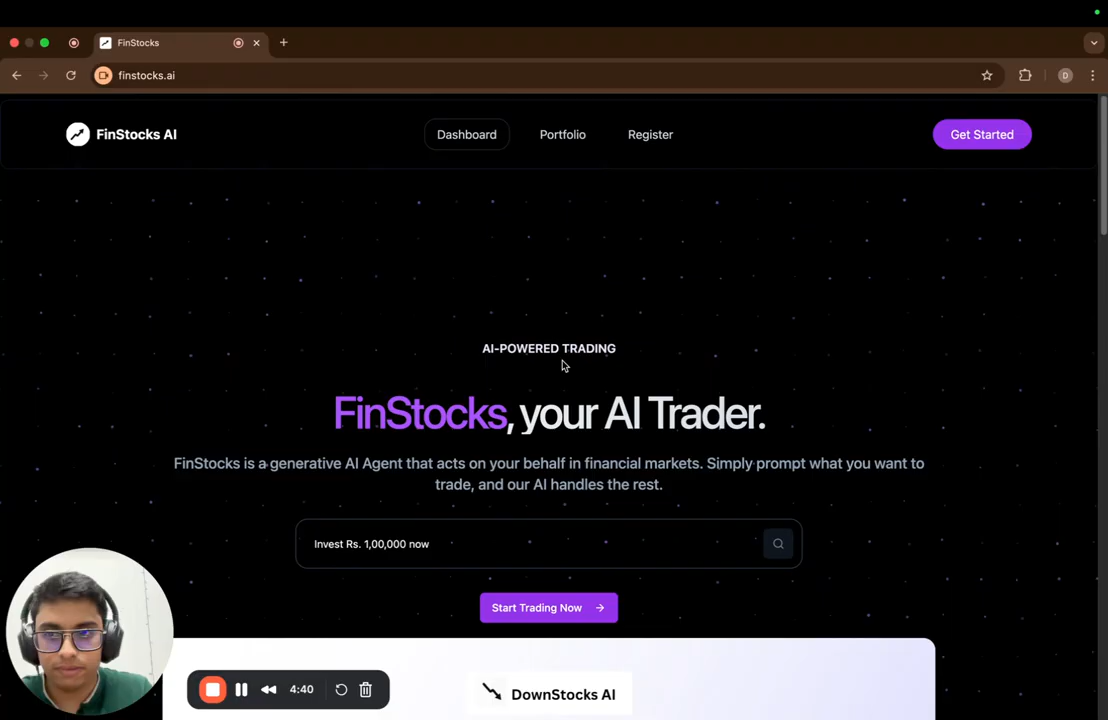 FinStocks
finstocks.ai
D
FinStocks AI
Dashboard
Portfolio
Register
Get Started
AI-POWERED TRADING
FinStocks, your AI Trader.
FinStocks is a generative AI Agent that acts on your behalf in financial markets. Simply prompt what you want to
trade, and our AI handles the rest.
Invest Rs. 1,00,000 now
Start Trading Now
4:40
DownStocks AI